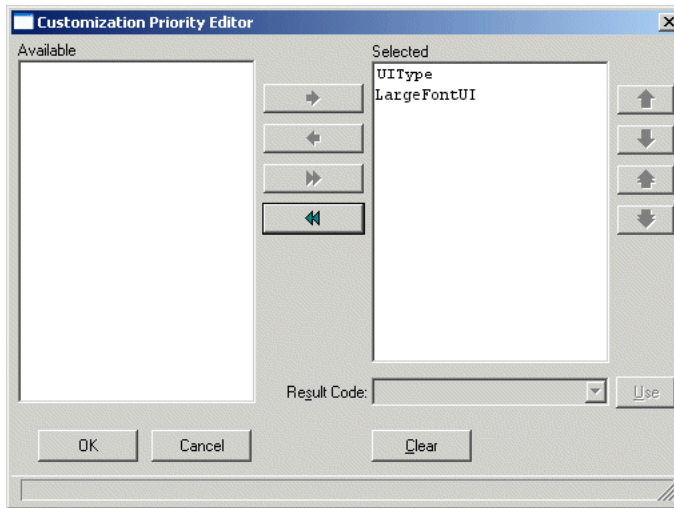 Customization Priority Editor
Available
Selected
UIType
LargeFontUI
Result Code:
Use
OK
Cancel
Clear